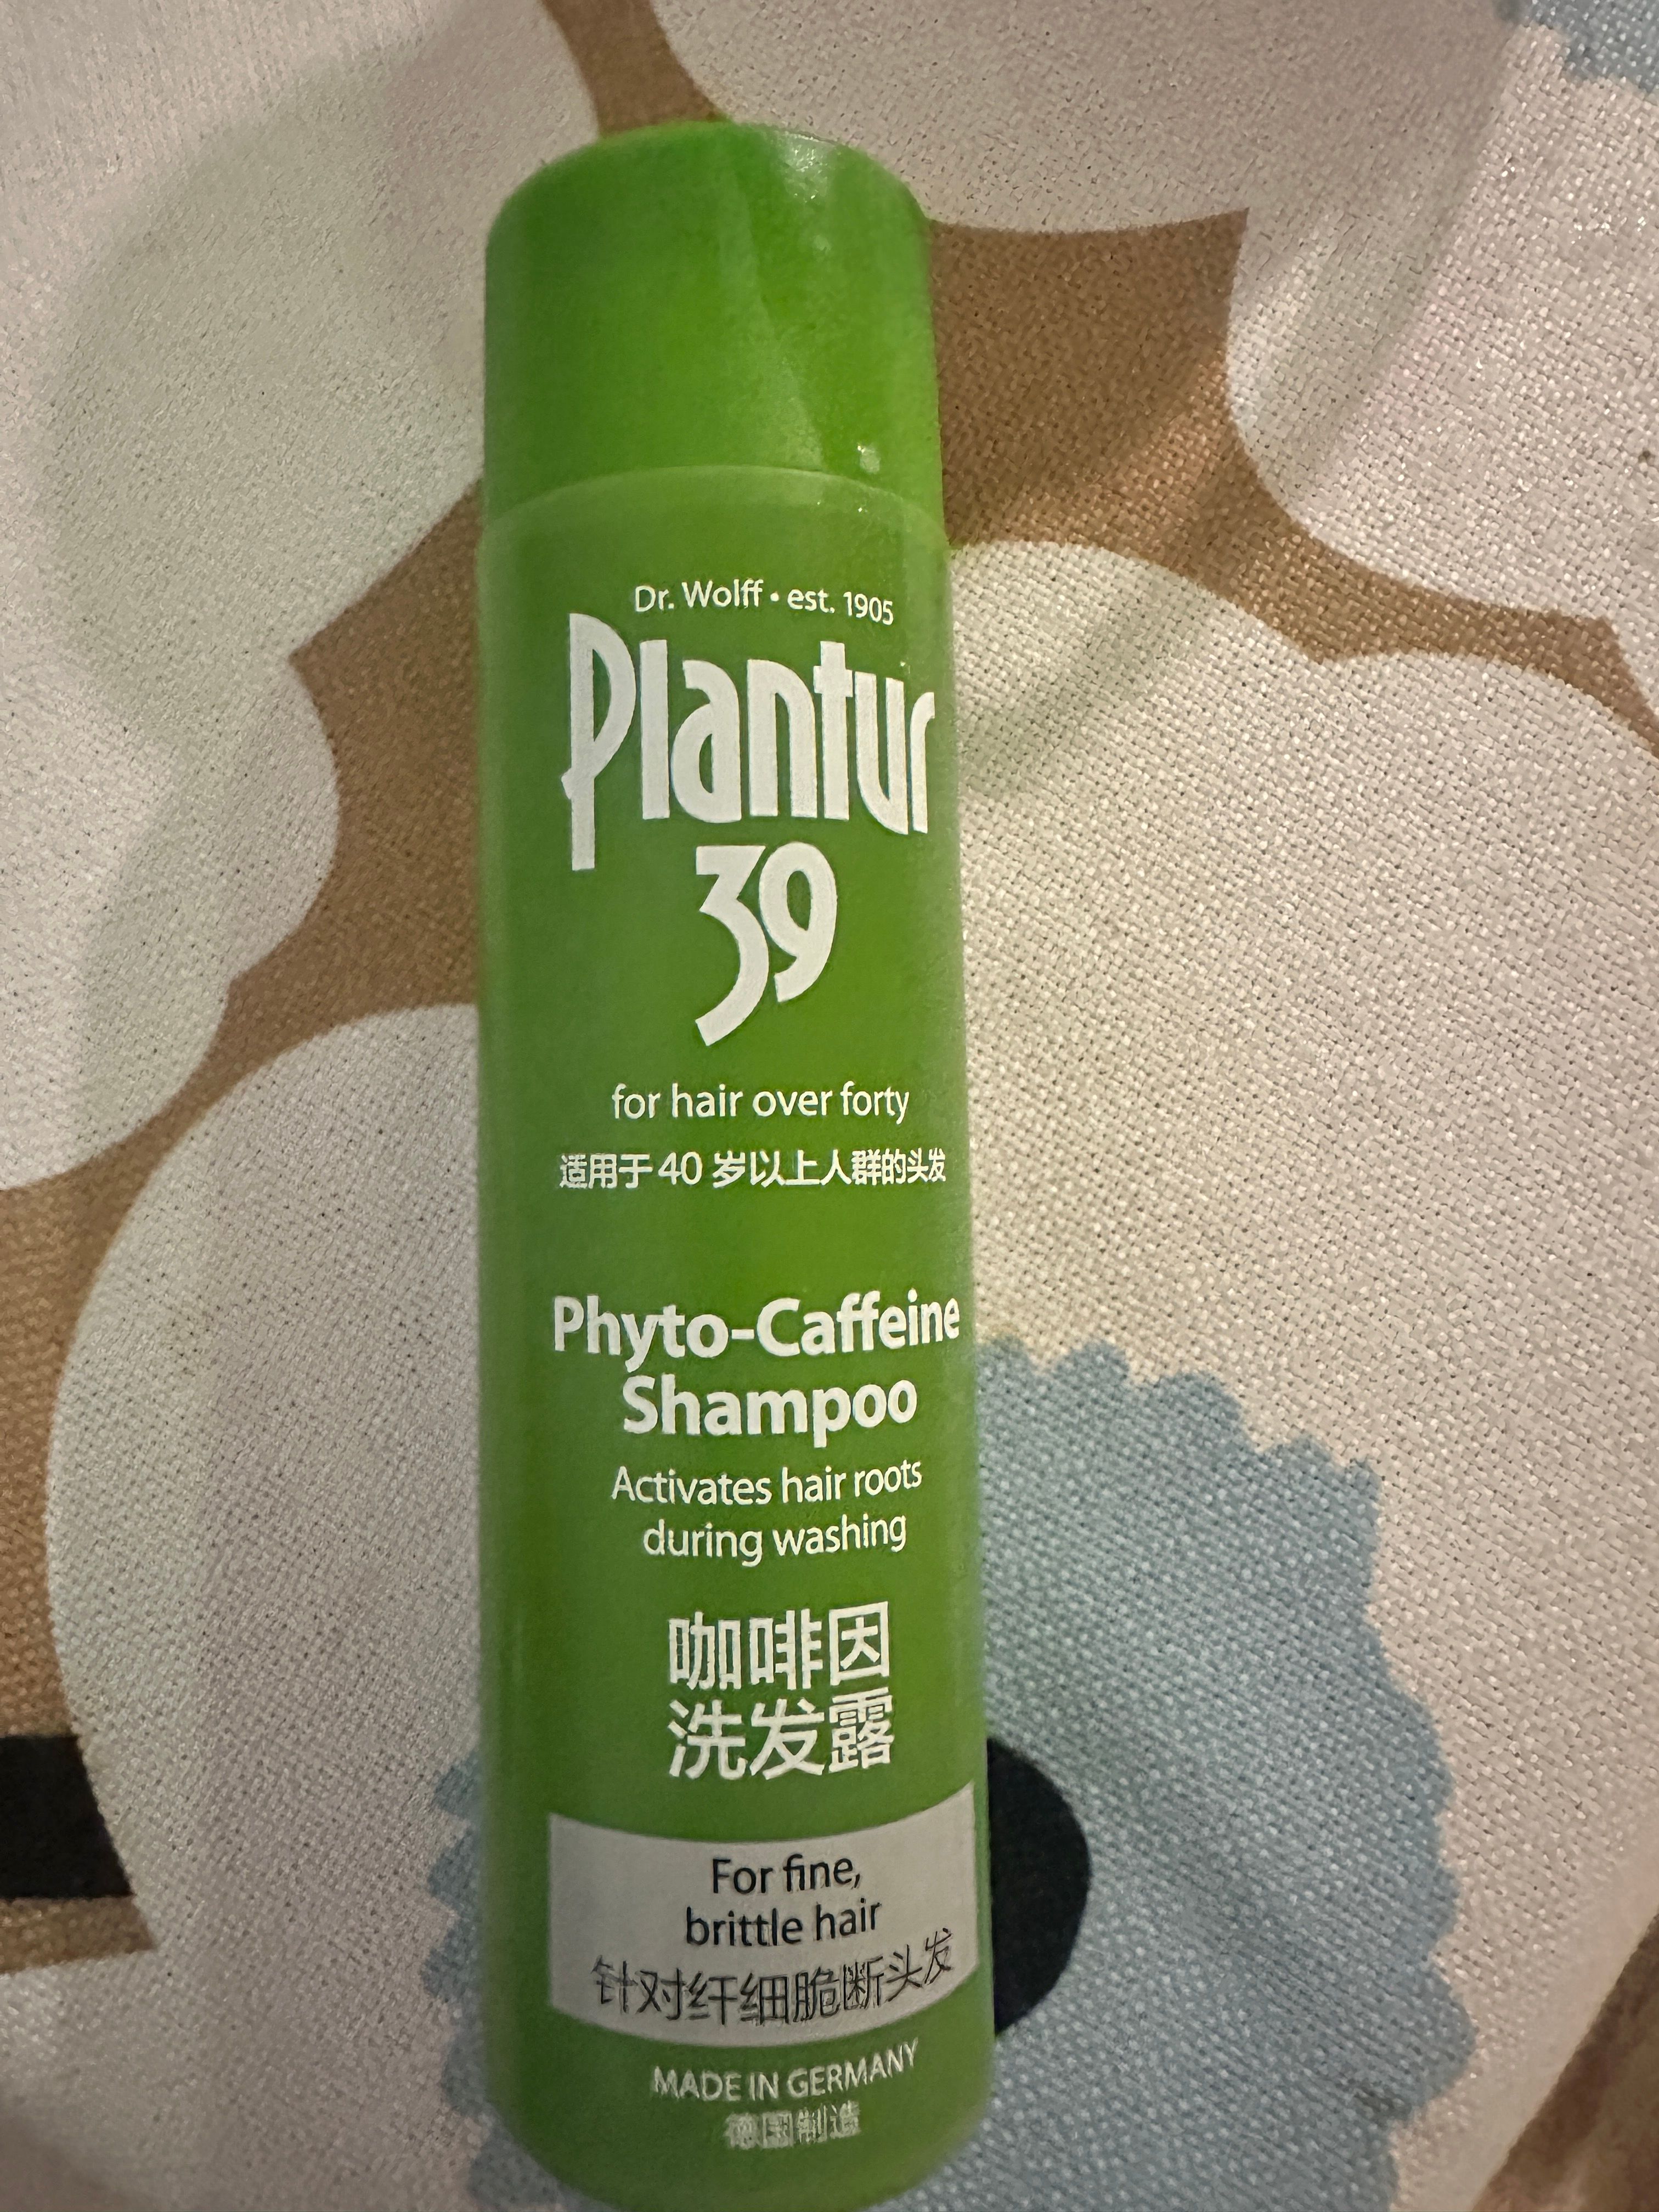 Dr. Wolff • est. 1905
Plantur
39
for hair over forty
适用于 40 岁以上人群的头发
Phyto-Caffeine
Shampoo
Activates hair roots
during washing
咖啡因
洗发露
For fine,
brittle hair
针对纤细脆断头发
MADE IN GERMANY
德国制造